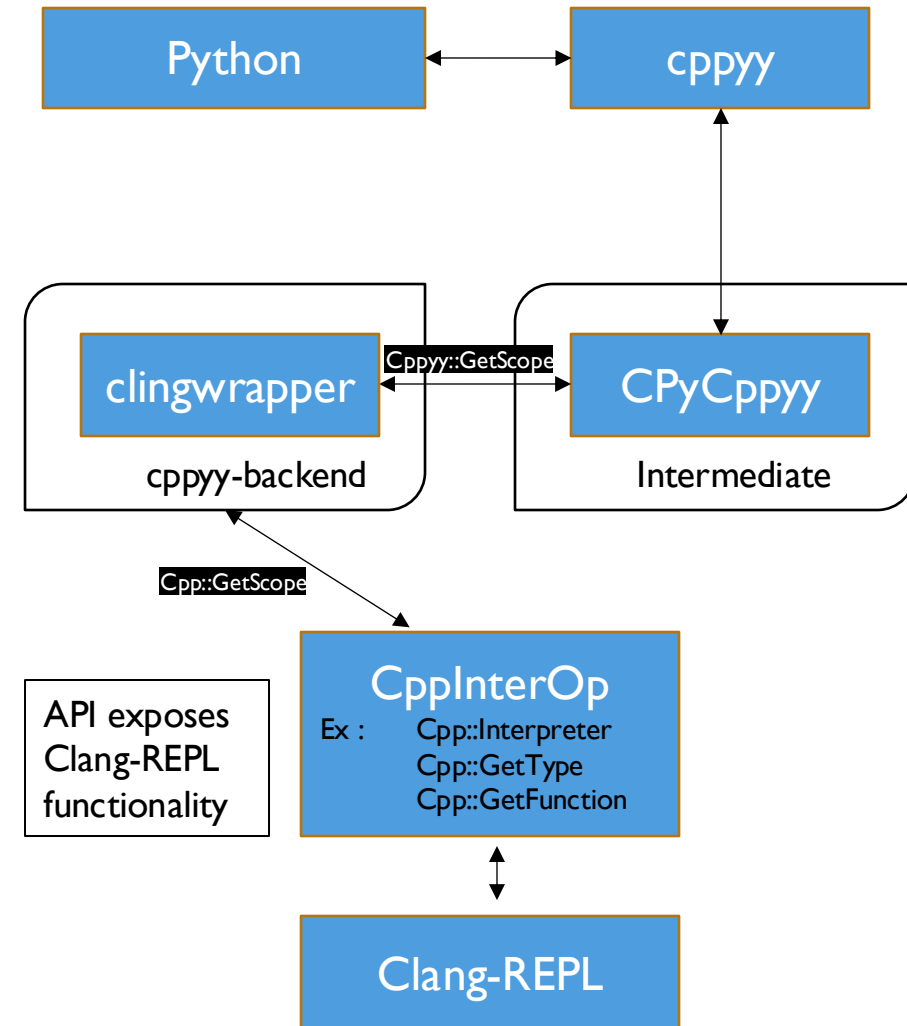 Python
cppyy
Cppyy::GetScope
clingwrapper
CPyCppyy
cppyy-backend
Intermediate
Cpp::GetScope
CppInterOp
Ex : Cpp::Interpreter
Cpp::GetType
Cpp::GetFunction
API exposes
Clang-REPL
functionality
Clang-REPL